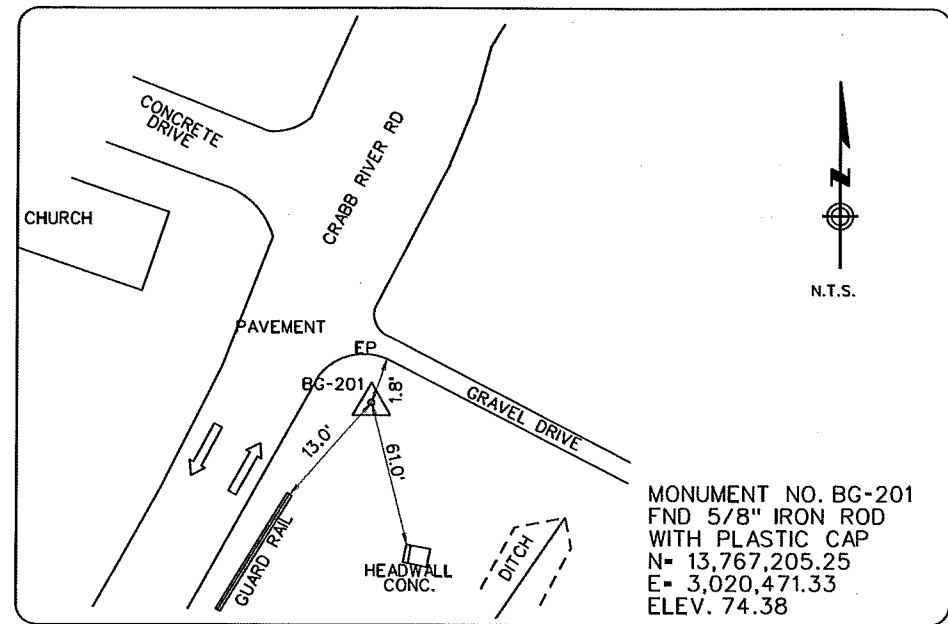 CONCRETE
DRIVE
CRABB RIVER RD
CHURCH
N
N.T.S.
PAVEMENT
EP
BG-201
1.8'
13.0'
61.0'
GRAVEL DRIVE
GUARD RAIL
HEADWALL
CONC.
DITCH
MONUMENT NO. BG-201
FND 5/8" IRON ROD
WITH PLASTIC CAP
N= 13,767,205.25
E= 3,020,471.33
ELEV. 74.38